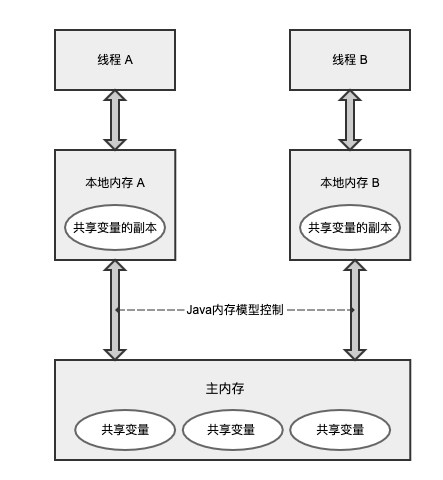 线程 A
线程 B
本地内存 A
本地内存 B
共享变量的副本
共享变量的副本
Java内存模型控制
主内存
共享变量
共享变量
共享变量